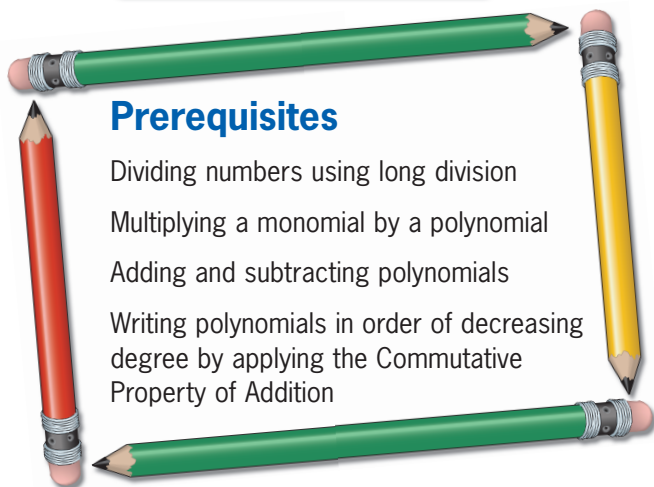 Prerequisites
Dividing numbers using long division
Multiplying a monomial by a polynomial
Adding and subtracting polynomials
Writing polynomials in order of decreasing
degree by applying the Commutative
Property of Addition